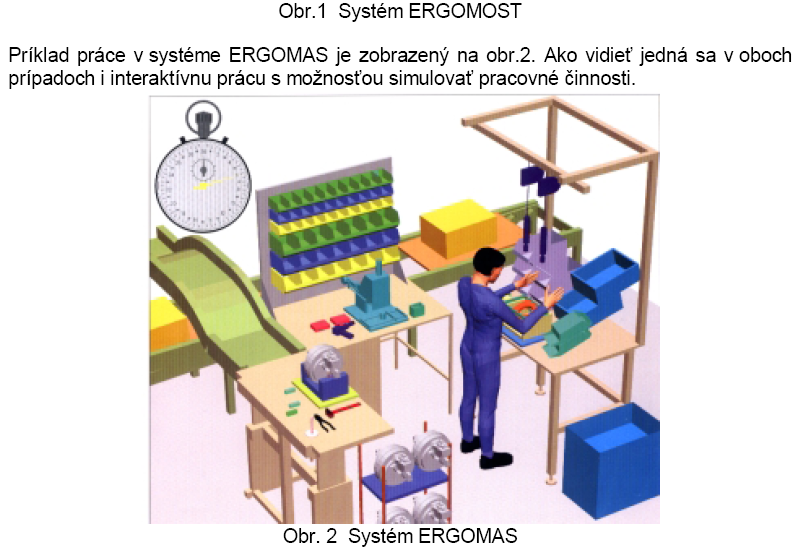 Obr.1 Systém ERGOMOST
Príklad práce v systéme ERGOMAS je zobrazený na obr.2. Ako vidieť jedná sa v oboch
prípadoch i interaktívnu prácu s možnosťou simulovať pracovné činnosti.
Obr. 2 Systém ERGOMAS